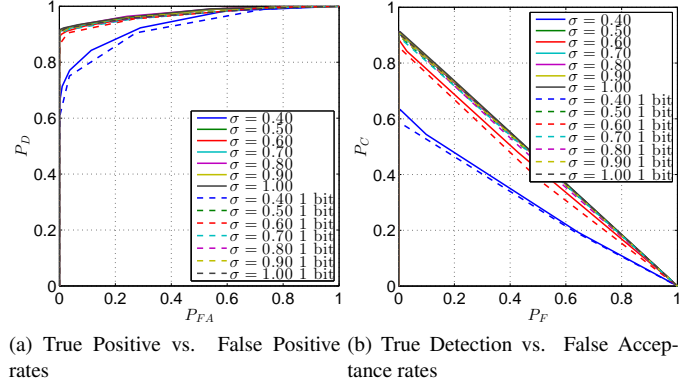 1
0.8
0.6
0.4
0.2
0
P_D
0 0.2 0.4 0.6 0.8 1
P_{FA}
σ = 0.40
σ = 0.50
σ = 0.60
σ = 0.70
σ = 0.80
σ = 0.90
σ = 1.00
σ = 0.40 1 bit
σ = 0.50 1 bit
σ = 0.60 1 bit
σ = 0.70 1 bit
σ = 0.80 1 bit
σ = 0.90 1 bit
σ = 1.00 1 bit
(a) True Positive vs. False Positive
rates
1
0.8
0.6
0.4
0.2
0
P_C
0 0.2 0.4 0.6 0.8 1
P_F
σ = 0.40
σ = 0.50
σ = 0.60
σ = 0.70
σ = 0.80
σ = 0.90
σ = 1.00
σ = 0.40 1 bit
σ = 0.50 1 bit
σ = 0.60 1 bit
σ = 0.70 1 bit
σ = 0.80 1 bit
σ = 0.90 1 bit
σ = 1.00 1 bit
(b) True Detection vs. False Accep-
tance rates